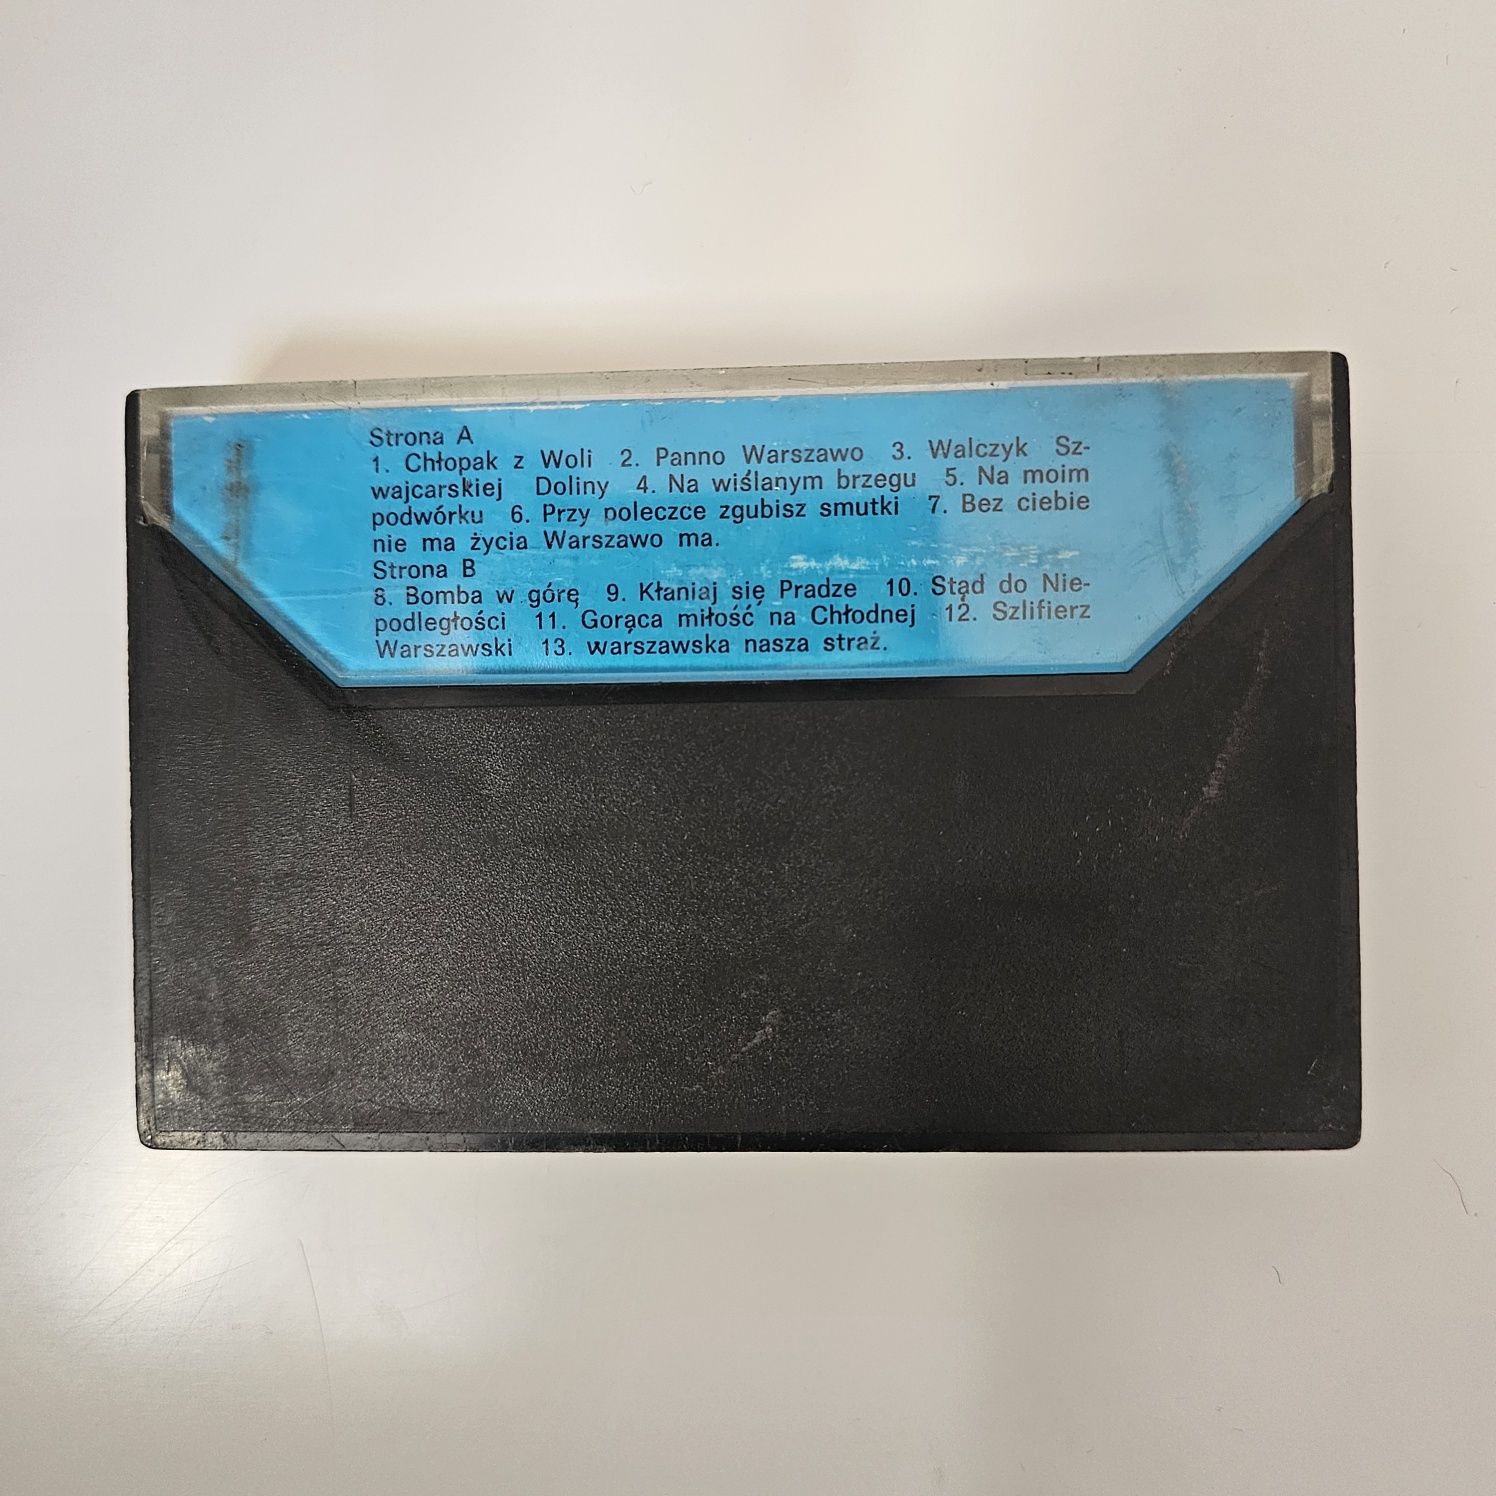 Strona A
1. Chłopak z Woli 2. Panno Warszawo 3. Walczyk Sz-
wajcarskiej Doliny 4. Na wiślanym brzegu 5. Na moim
podwórku 6. Przy poleczce zgubisz smutki 7. Bez ciebie
nie ma życia Warszawo ma.
Strona B
8. Bomba w górę 9. Kłaniaj się Pradze 10. Stąd do Nie-
podległości 11. Gorąca miłość na Chłodnej 12. Szlifierz
Warszawski 13. warszawska nasza straż.